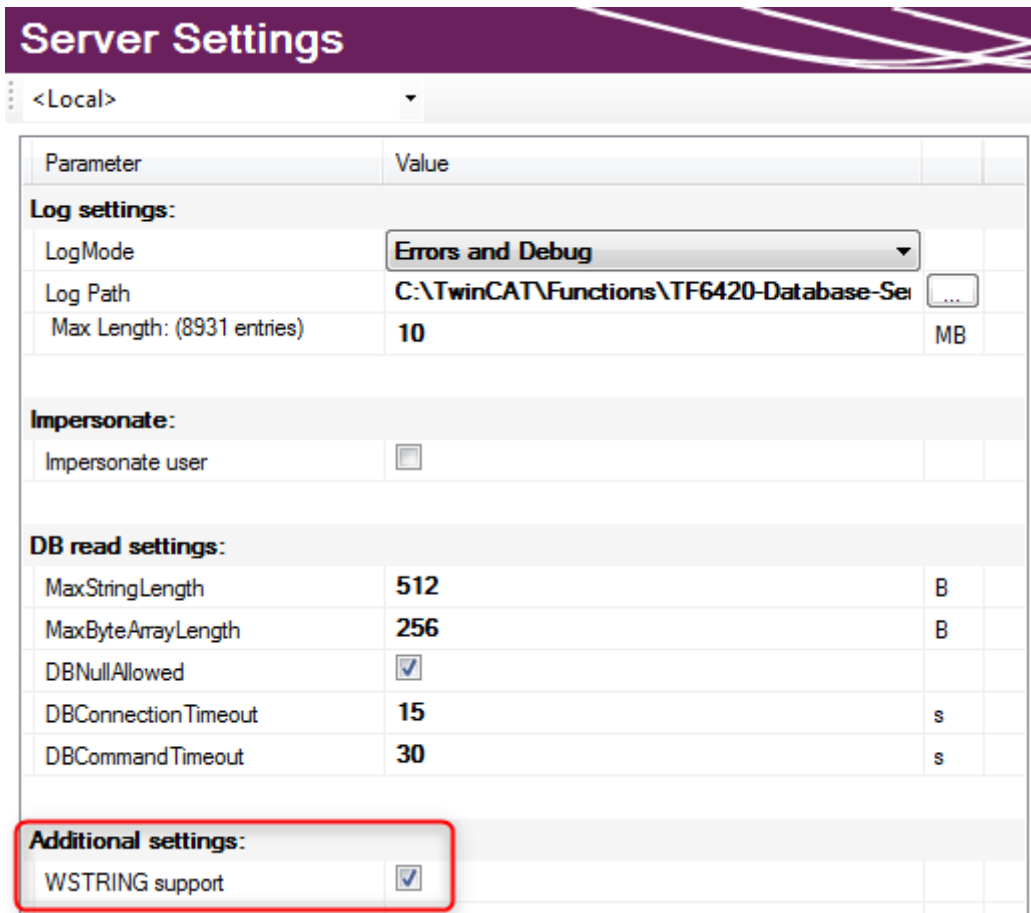 Server Settings
<Local>
Parameter Value
Log settings:
LogMode Errors and Debug
Log Path C:\TwinCAT\Functions\TF6420-Database-Ser ...
Max Length: (8931 entries) 10 MB
Impersonate:
Impersonate user
DB read settings:
MaxStringLength 512 B
MaxByteArrayLength 256 B
DBNullAllowed
DBConnectionTimeout 15 s
DBCommandTimeout 30 s
Additional settings:
WSTRING support